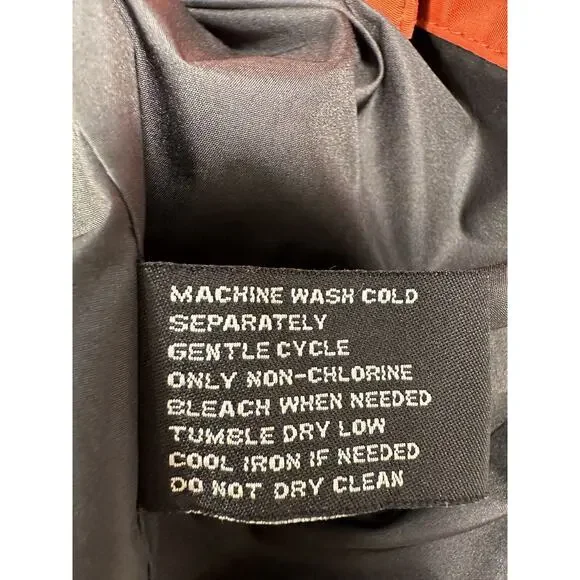 MACHINE WASH COLD
SEPARATELY
GENTLE CYCLE
ONLY NON-CHLORINE
BLEACH WHEN NEEDED
TUMBLE DRY LOW
COOL IRON IF NEEDED
DO NOT DRY CLEAN